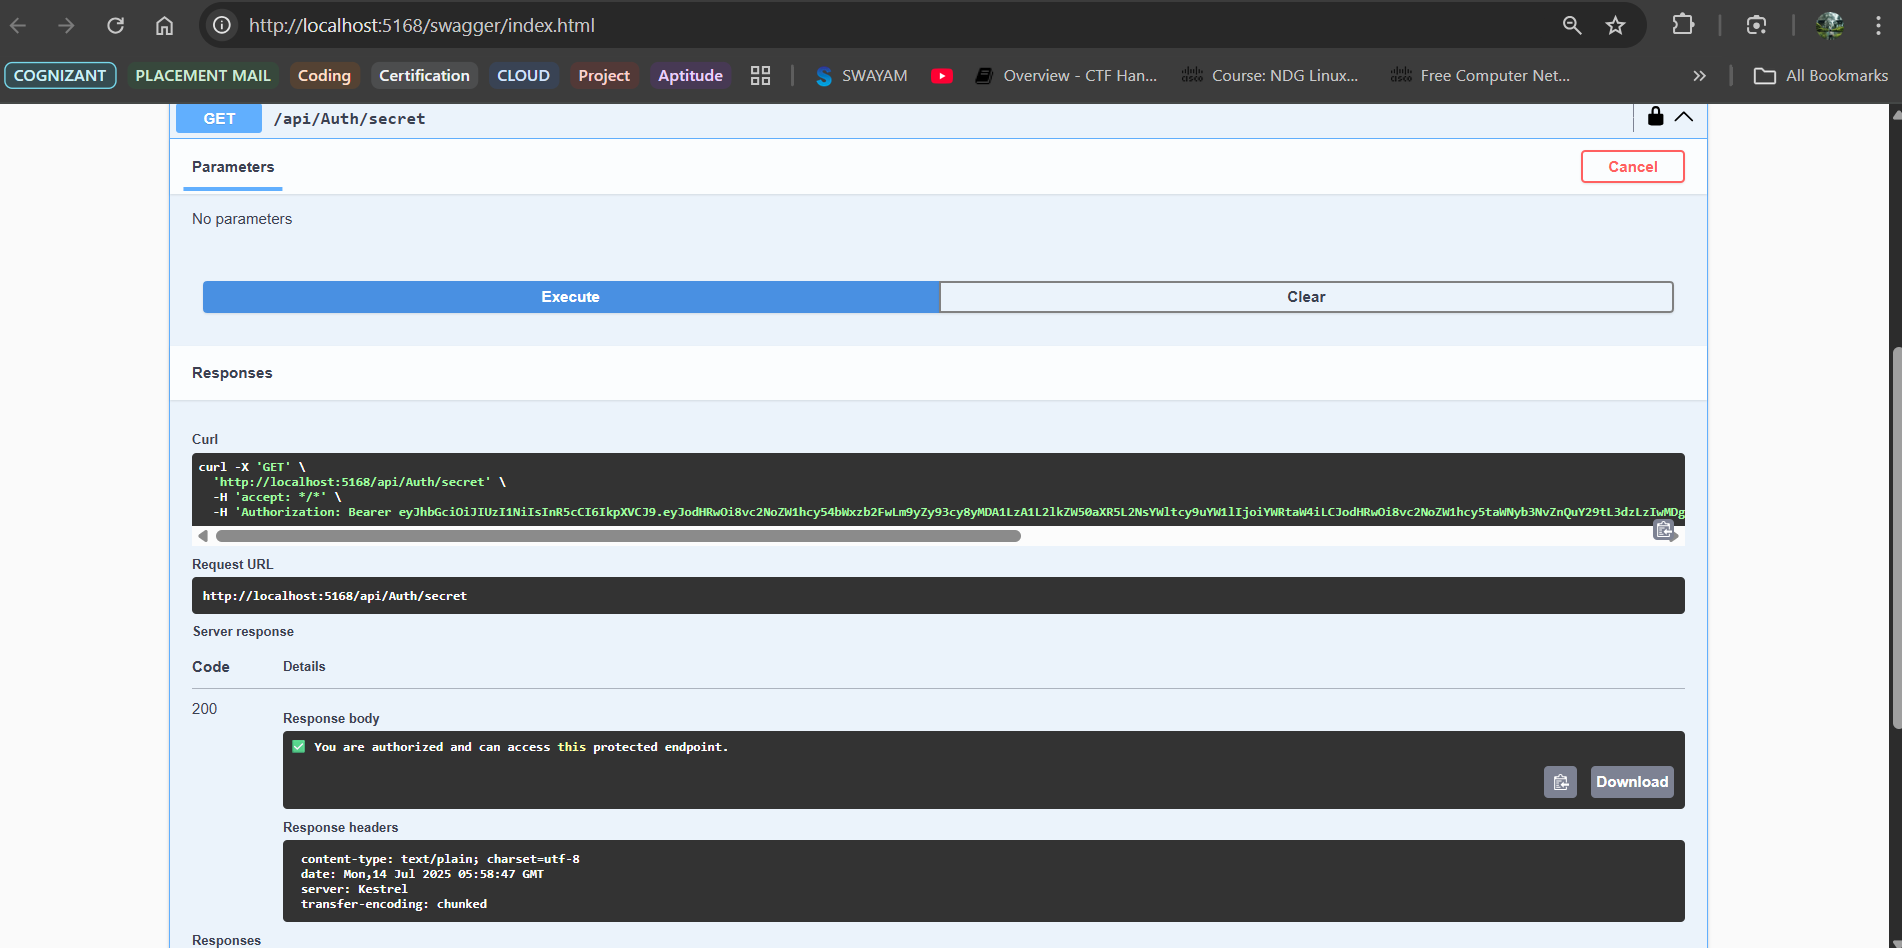 http://localhost:5168/swagger/index.html
COGNIZANT PLACEMENT MAIL Coding Certification CLOUD Project Aptitude SWAYAM Overview - CTF Han... Course: NDG Linux... Free Computer Net... » All Bookmarks
GET /api/Auth/secret
Parameters Cancel
No parameters
Execute Clear
Responses
Curl
curl -X 'GET' \
'http://localhost:5168/api/Auth/secret' \
-H 'accept: */*' \
-H 'Authorization: Bearer eyJhbGciOiJIUzI1NiIsInR5cCI6IkpXVCJ9.eyJodHRwOi8vc2NoZW1hcy54bWxzb2FwLm9yZy93cy8yMDA1LzA1L2lkZW50aXR5L2NsYWltcy9uYW1lIjoiYWRtaW4iLCJodHRwOi8vc2NoZW1hcy5taWNyb3NvZnQuY29tL3dzLzIwMDg
Request URL
http://localhost:5168/api/Auth/secret
Server response
Code Details
200
Response body
You are authorized and can access this protected endpoint.
Download
Response headers
content-type: text/plain; charset=utf-8
date: Mon,14 Jul 2025 05:58:47 GMT
server: Kestrel
transfer-encoding: chunked
Responses